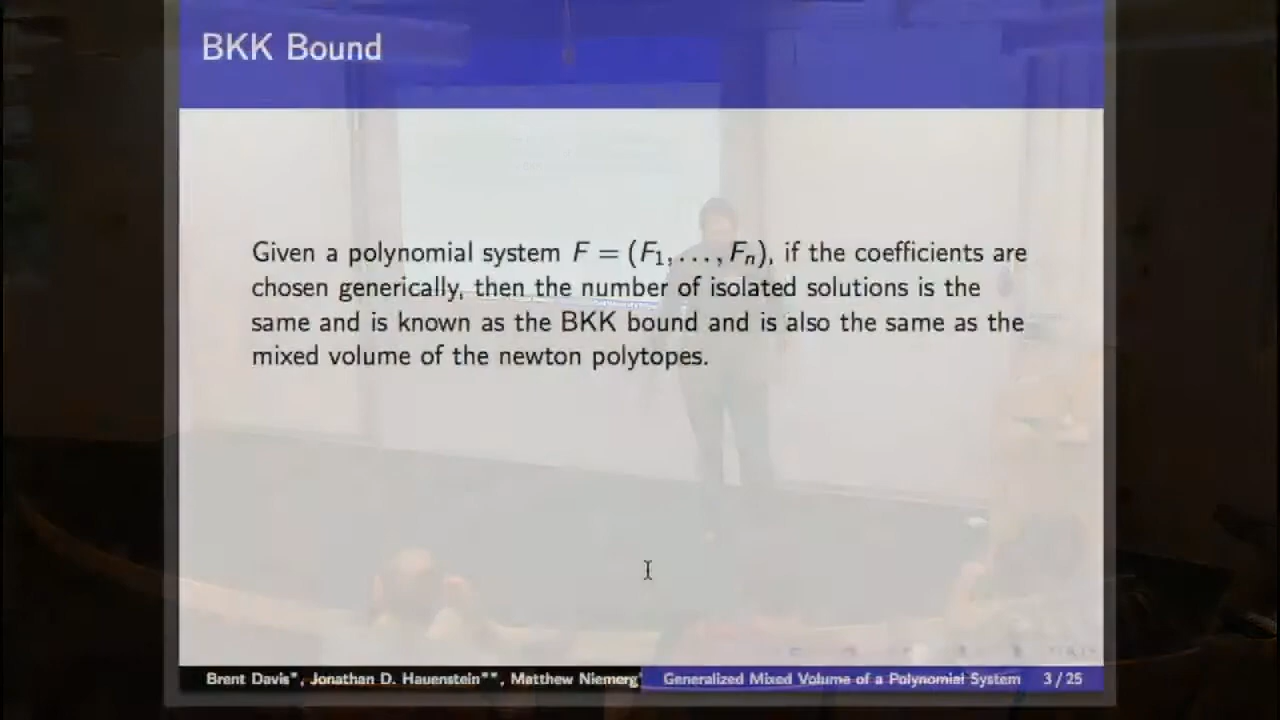 BKK Bound
Given a polynomial system F = (F₁, . . . , Fₙ), if the coefficients are
chosen generically, then the number of isolated solutions is the
same and is known as the BKK bound and is also the same as the
mixed volume of the newton polytopes.
Brent Davis*, Jonathan D. Hauenstein**, Matthew Niemerg Generalized Mixed Volume of a Polynomial System 3 / 25